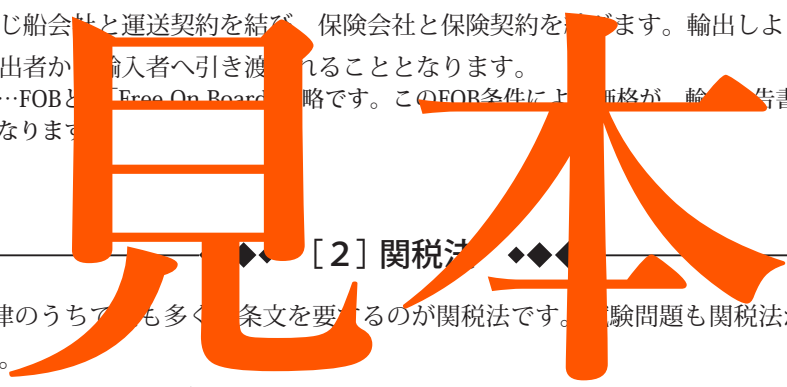 じ船会社と運送契約を結び、保険会社と保険契約を結びます。輸出しよ
出者か 輸入者へ引き渡 れることとなります。
…FOBと 「Free On Board 略です。このFOB条件によ 価格が 輸 告書
なります
［2］関税法
律のうちで も多く 条文を要するのが関税法です。 試験問題も関税法
。
見本